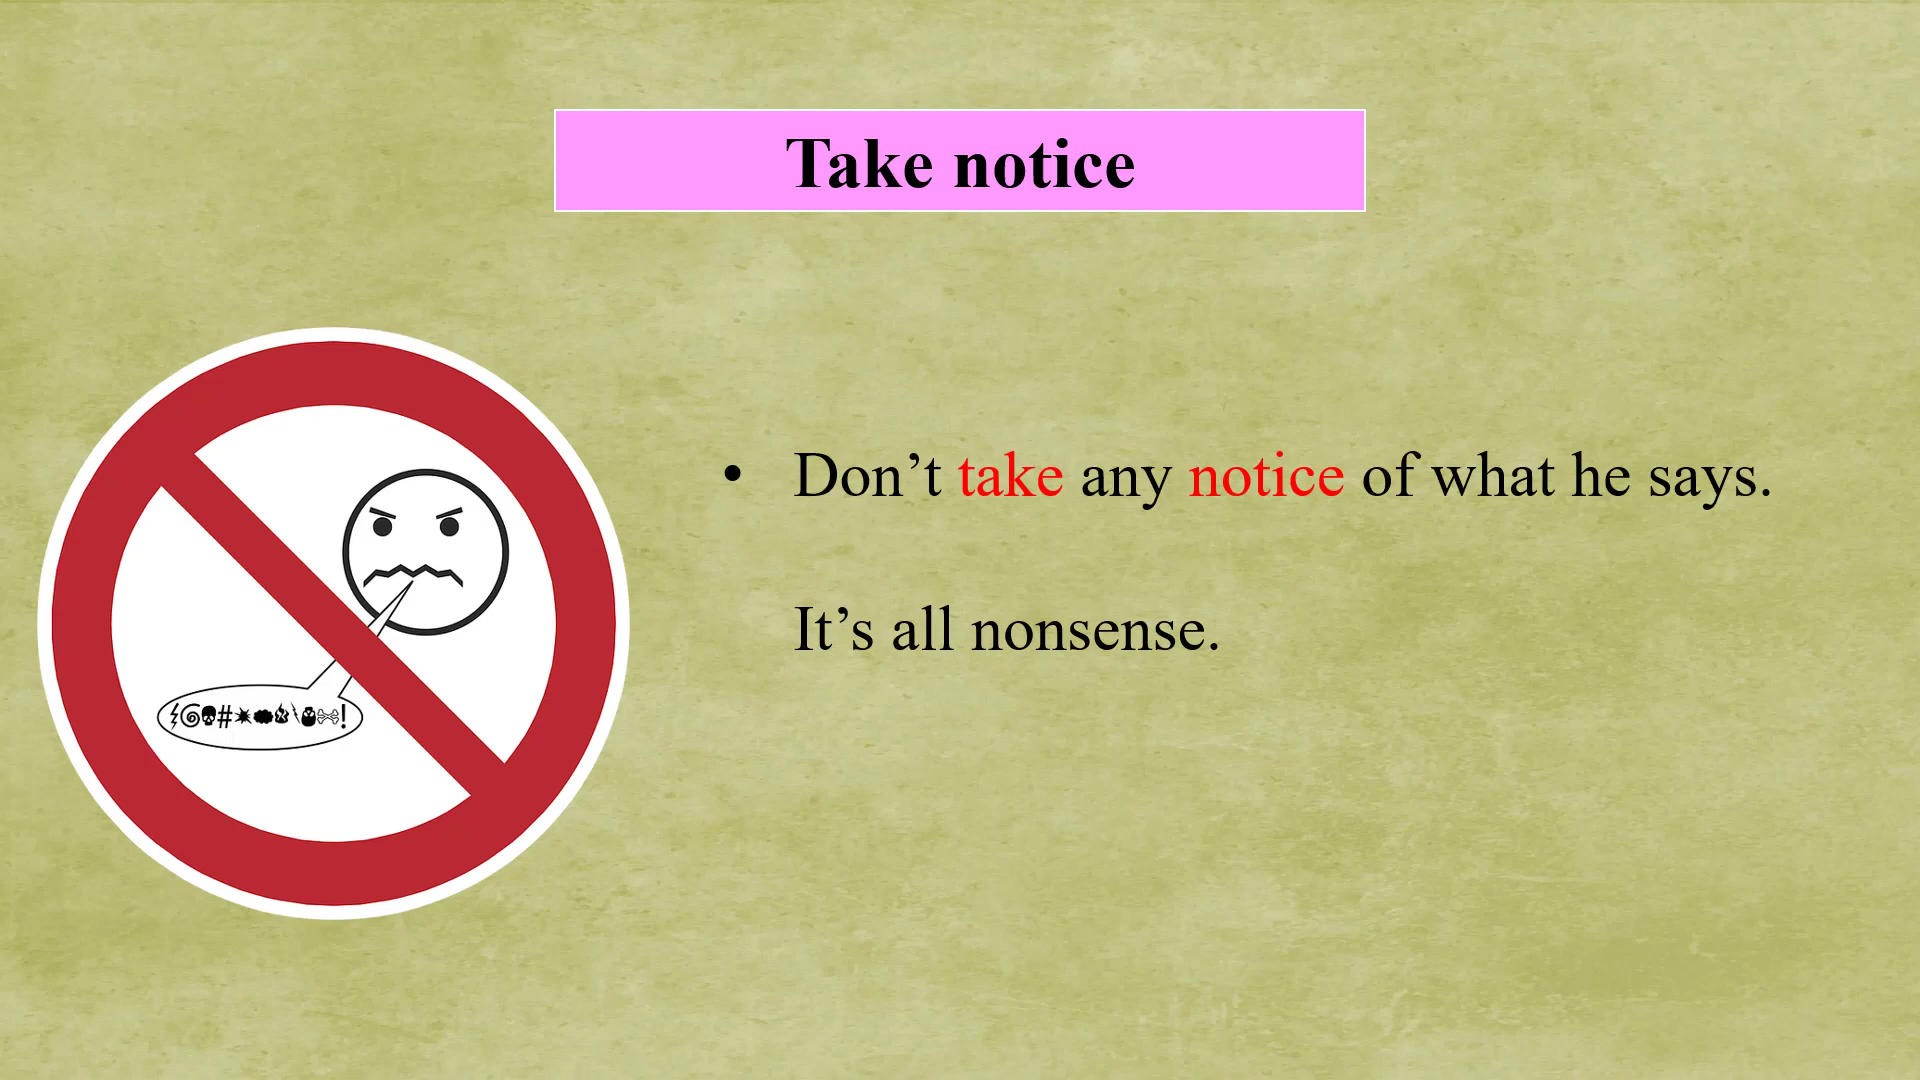 Take notice
• Don’t take any notice of what he says.
It’s all nonsense.